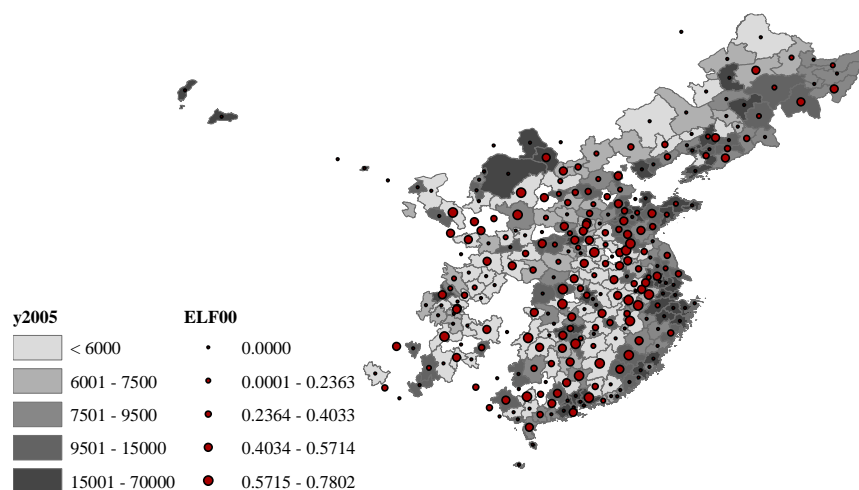 y2005 ELF00
< 6000 0.0000
6001 - 7500 0.0001 - 0.2363
7501 - 9500 0.2364 - 0.4033
9501 - 15000 0.4034 - 0.5714
15001 - 70000 0.5715 - 0.7802